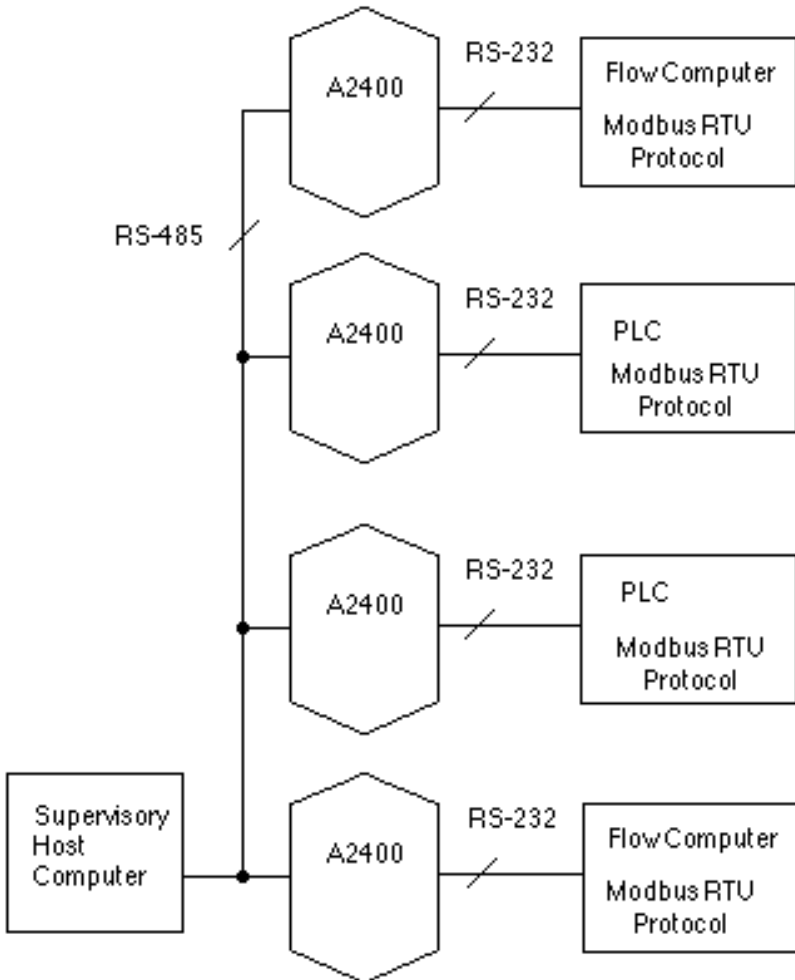 A2400
RS-232
Flow Computer
Modbus RTU
Protocol
RS-485
A2400
RS-232
PLC
Modbus RTU
Protocol
A2400
RS-232
PLC
Modbus RTU
Protocol
Supervisory
Host
Computer
A2400
RS-232
Flow Computer
Modbus RTU
Protocol